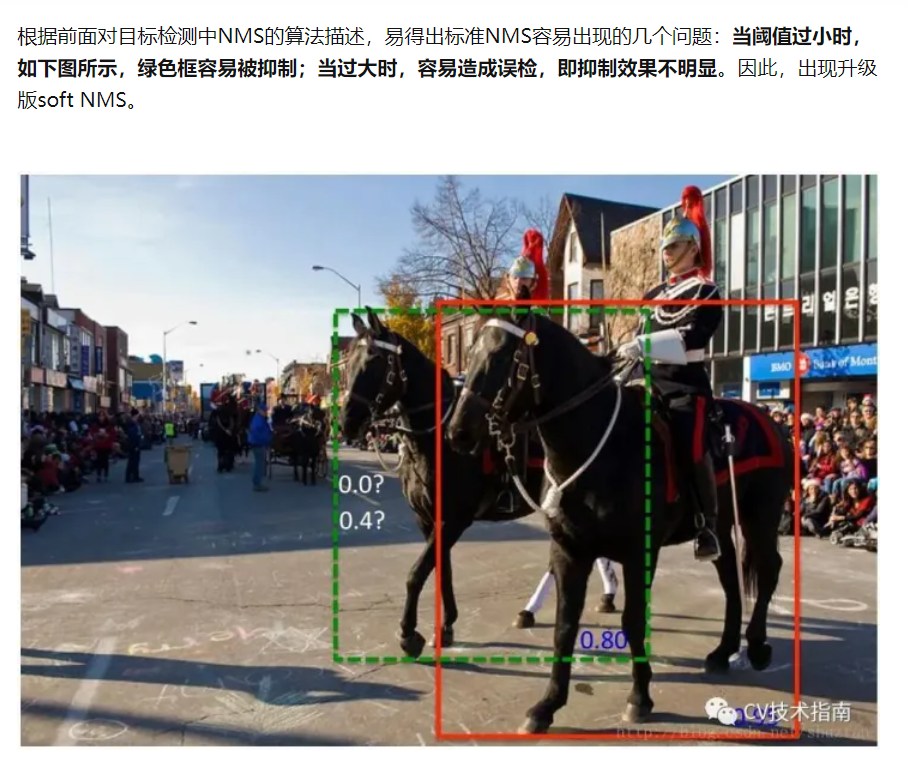 根据前面对目标检测中NMS的算法描述，易得出标准NMS容易出现的几个问题：当阈值过小时，
如下图所示，绿色框容易被抑制；当过大时，容易造成误检，即抑制效果不明显。因此，出现升级
版soft NMS。
BMO Bank of Mont
0.0?
0.4?
0.80
CV技术指南